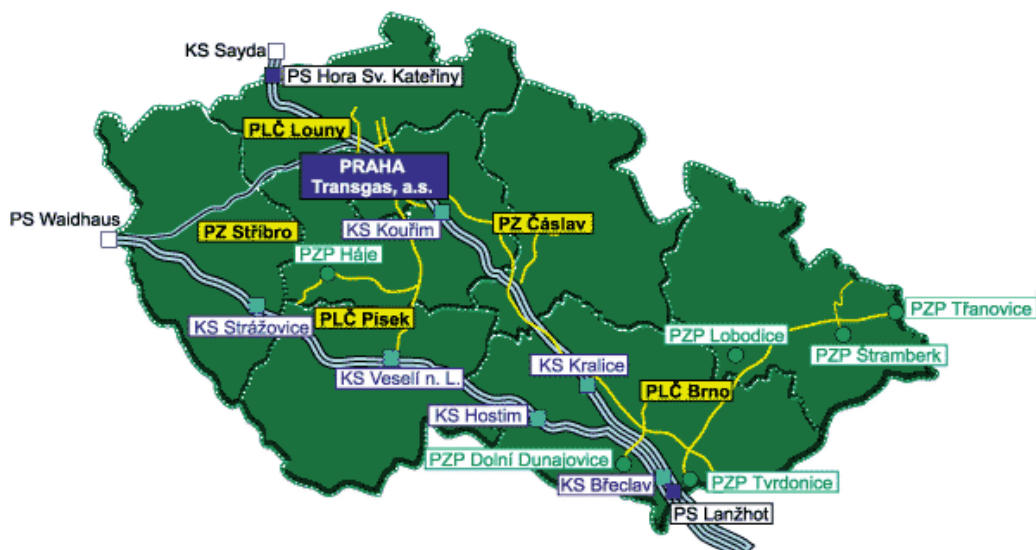 KS Sayda
PS Hora Sv. Kateřiny
PLČ Louny
PRAHA
Transgas, a.s.
PS Waidhaus
PZ Stříbro
KS Kouřim
PZ Čáslav
PZP Háje
KS Strážovice
PLČ Písek
PZP Třanovice
PZP Lobodice
PZP Štramberk
KS Veselí n. L.
KS Kralice
PLČ Brno
KS Hostim
PZP Dolní Dunajovice
KS Břeclav
PZP Tvrdonice
PS Lanžhot